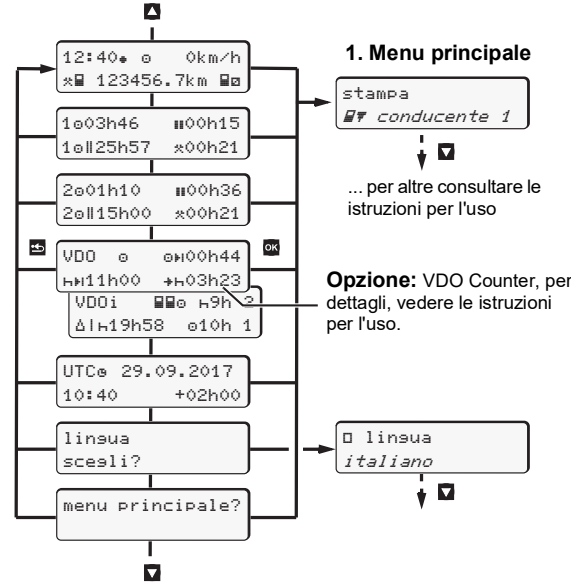 12:40 0km/h
123456.7km
1. Menu principale
stampa
conducente 1
1 03h46 00h15
1 25h57 00h21
... per altre consultare le
istruzioni per l'uso
2 01h10 00h36
2 15h00 00h21
OK
VDO 00h44
11h00 03h23
VDOi 9h 2
19h58 10h 1
Opzione: VDO Counter, per
dettagli, vedere le istruzioni
per l'uso.
UTC 29.09.2017
10:40 +02h00
lingua
scegli?
lingua
italiano
menu principale?